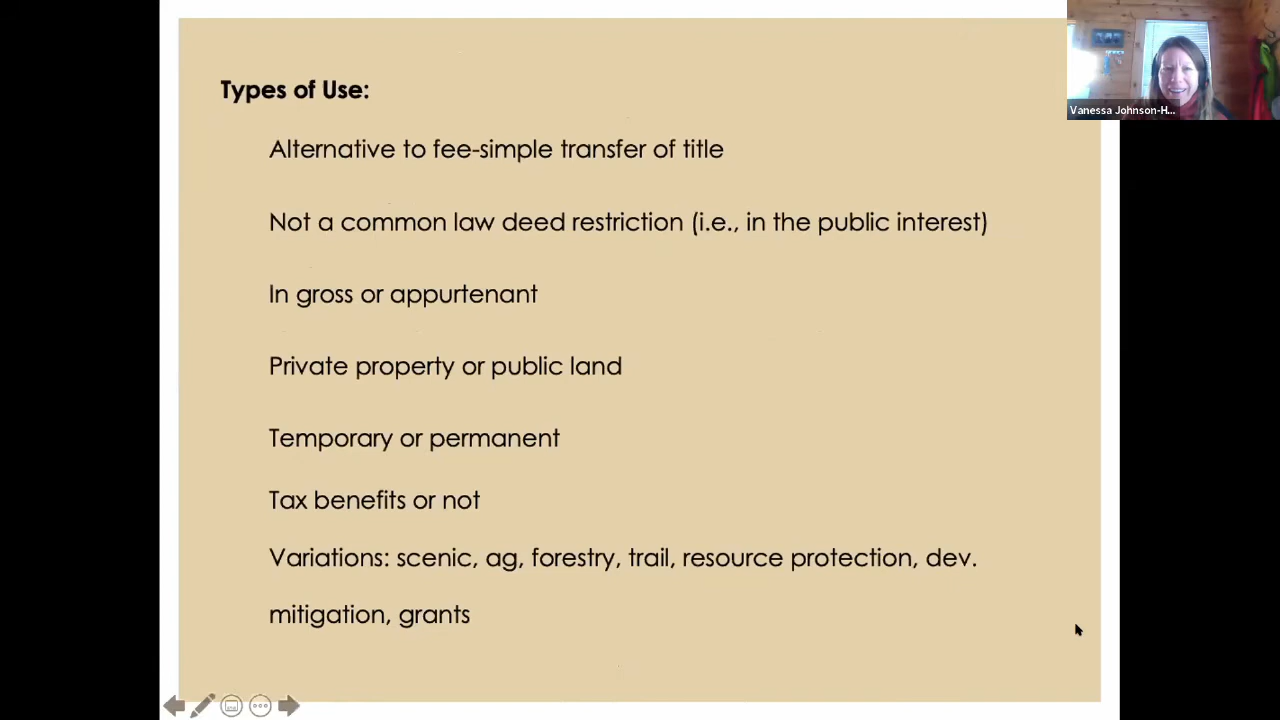 Types of Use:
Alternative to fee-simple transfer of title
Not a common law deed restriction (i.e., in the public interest)
In gross or appurtenant
Private property or public land
Temporary or permanent
Tax benefits or not
Variations: scenic, ag, forestry, trail, resource protection, dev.
mitigation, grants
Vanessa Johnson-H...